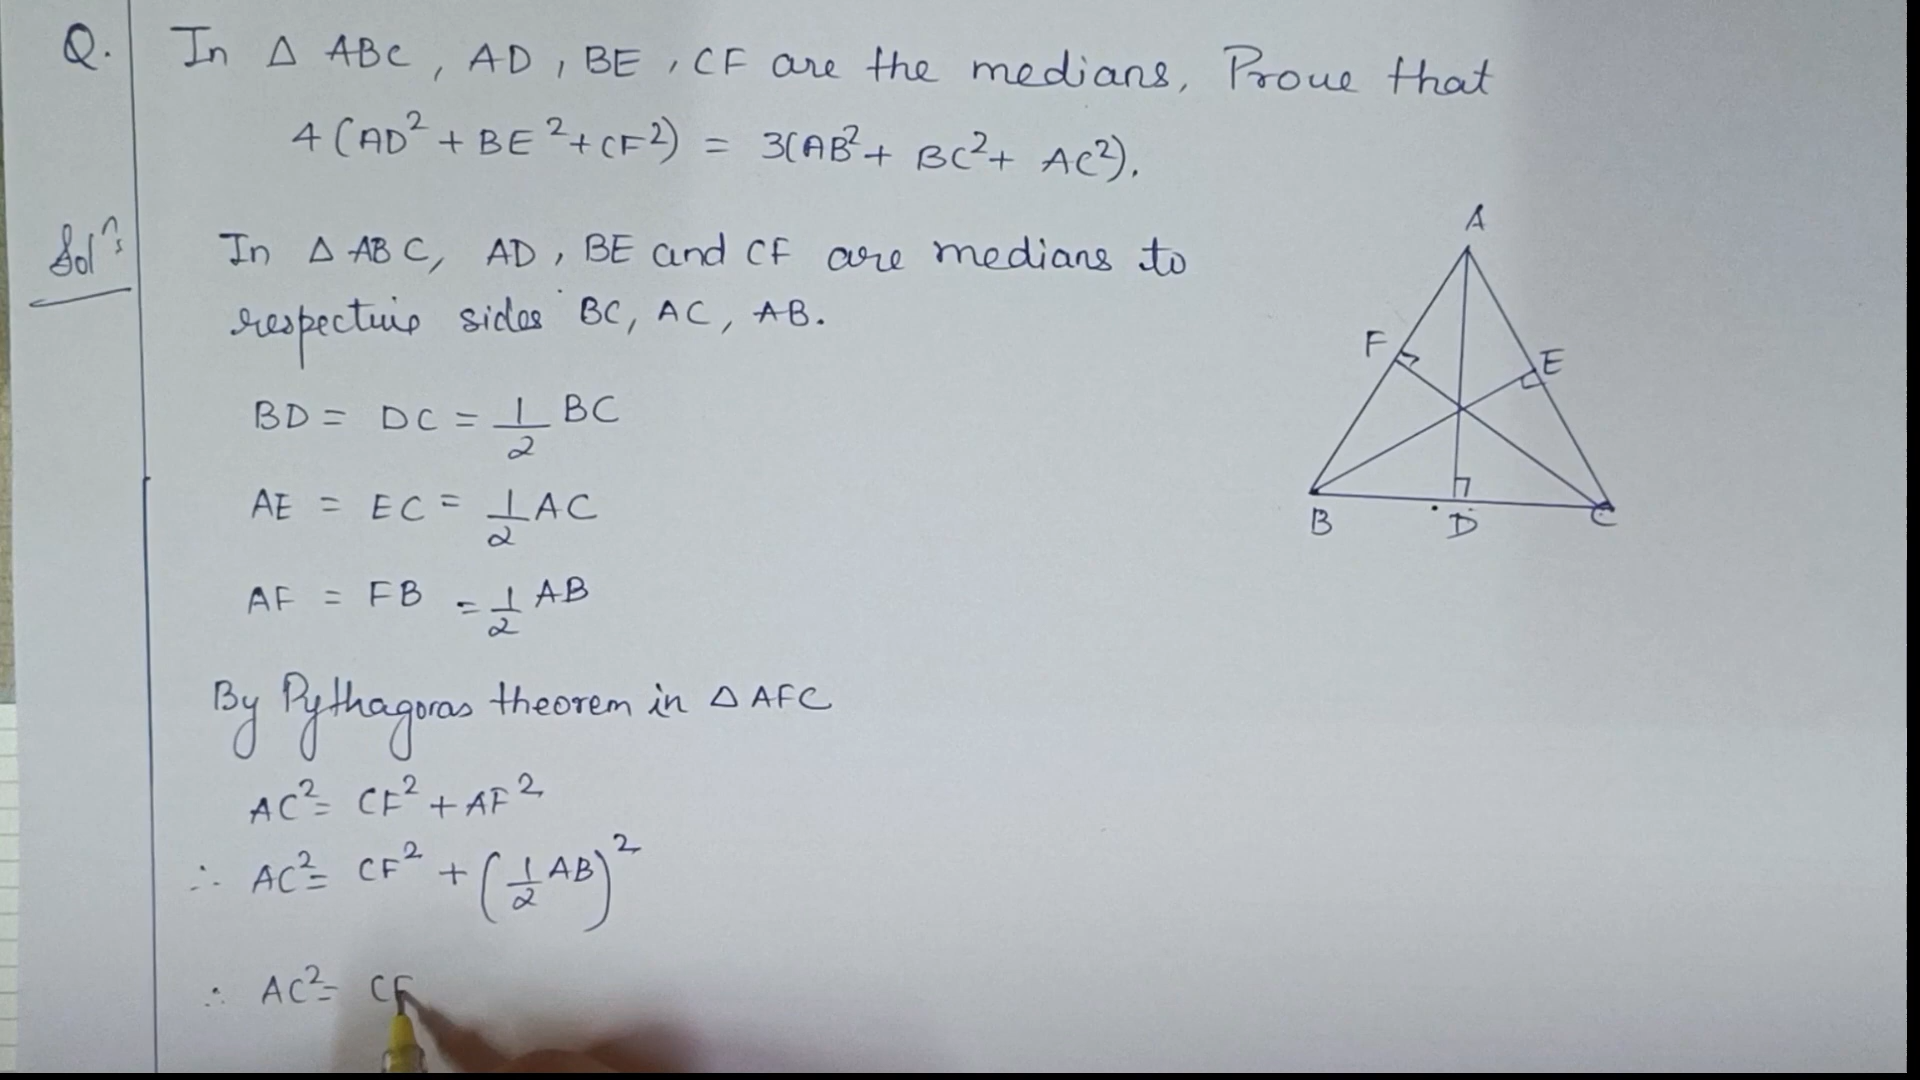 Q. In △ ABC, AD, BE, CF are the medians, Prove that
4(AD²+BE²+CF²) = 3(AB²+ BC²+ AC²).
Solⁿ: In △ ABC, AD, BE and CF are medians to
respective sides BC, AC, AB.
BD = DC = 1/2 BC
AE = EC = 1/2 AC
AF = FB = 1/2 AB
By Pythagoras theorem in △ AFC
AC² = CF² + AF²
∴ AC² = CF² + (1/2 AB)²
∴ AC² = CF
A
F
E
B
D
C